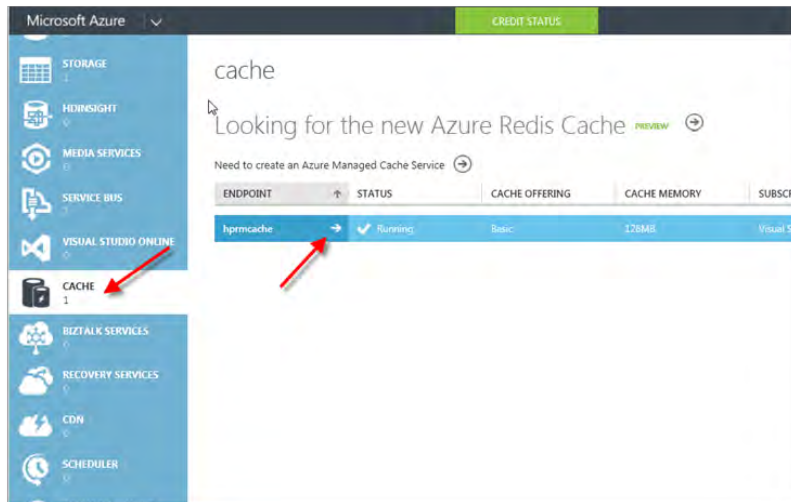 Microsoft Azure
CREDIT STATUS
STORAGE
1
HDINSIGHT
0
MEDIA SERVICES
0
SERVICE BUS
VISUAL STUDIO ONLINE
0
CACHE
1
BIZTALK SERVICES
0
RECOVERY SERVICES
0
CDN
0
SCHEDULER
0
cache
Looking for the new Azure Redis Cache PREVIEW
Need to create an Azure Managed Cache Service
ENDPOINT STATUS CACHE OFFERING CACHE MEMORY SUBSCR
hprmcache Running Basic 128MB Visual S